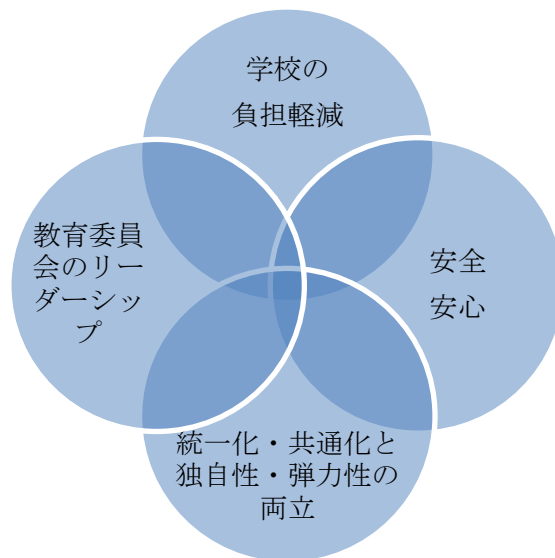 学校の
負担軽減
教育委員
会のリー
ダーシッ
プ
安全
安心
統一化・共通化と
独自性・弾力性の
両立